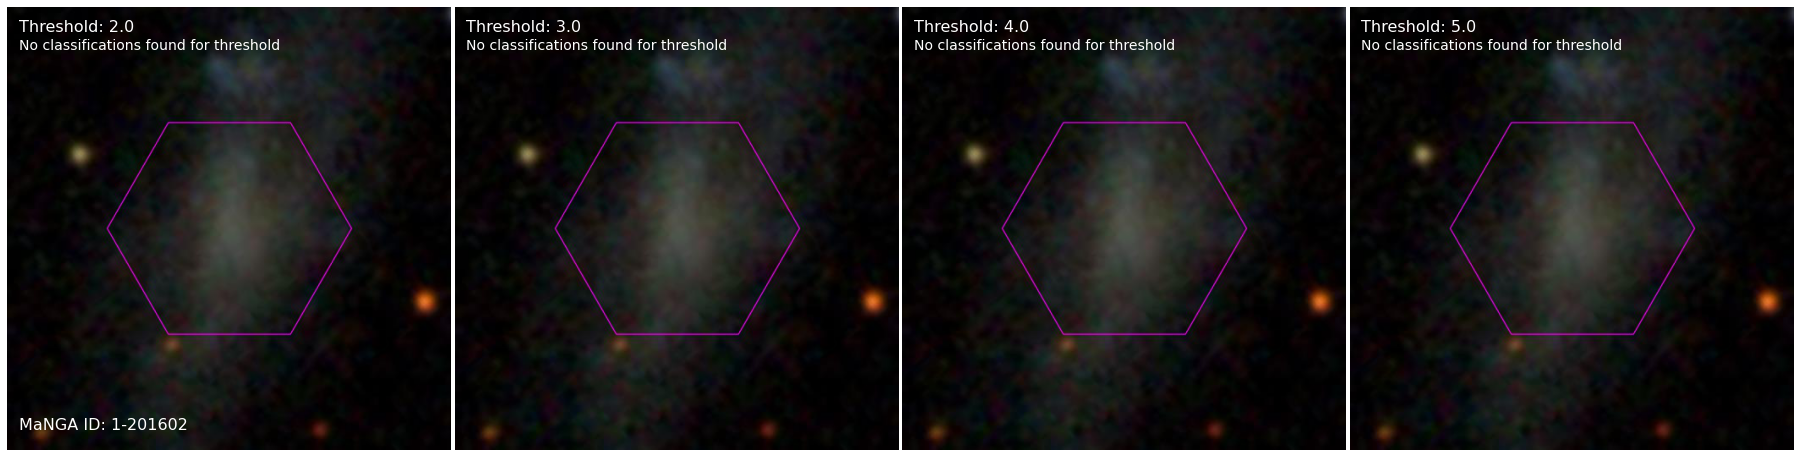 Threshold: 2.0
No classifications found for threshold
MaNGA ID: 1-201602
Threshold: 3.0
No classifications found for threshold
Threshold: 4.0
No classifications found for threshold
Threshold: 5.0
No classifications found for threshold